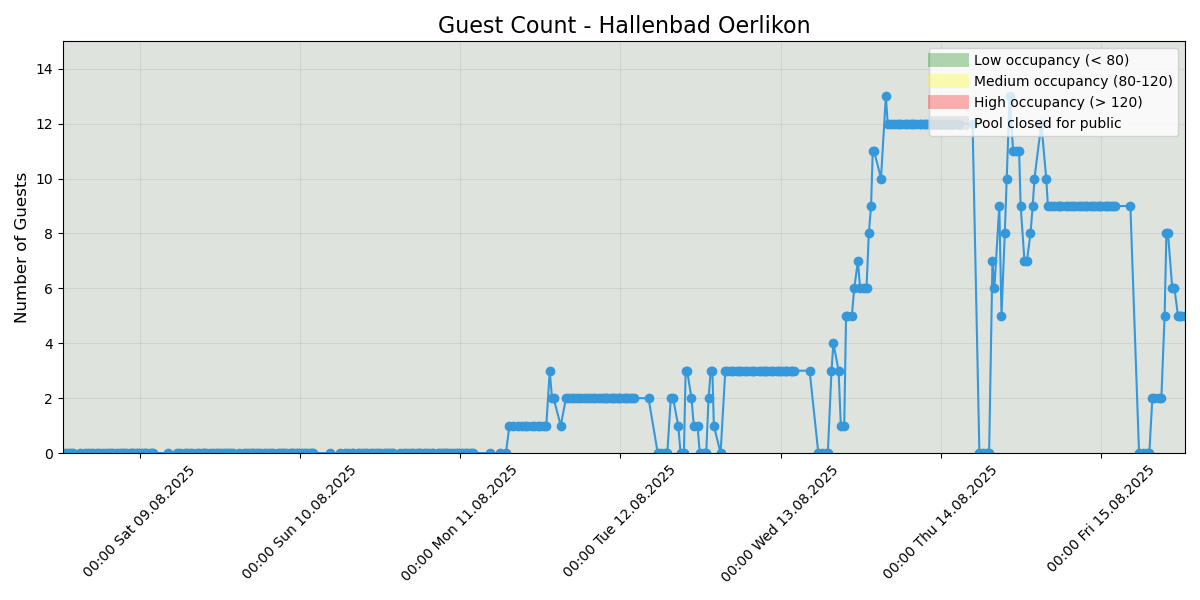 Guest Count - Hallenbad Oerlikon
Number of Guests
14
12
10
8
6
4
2
0
Low occupancy (< 80)
Medium occupancy (80-120)
High occupancy (> 120)
Pool closed for public
00:00 Sat 09.08.2025
00:00 Sun 10.08.2025
00:00 Mon 11.08.2025
00:00 Tue 12.08.2025
00:00 Wed 13.08.2025
00:00 Thu 14.08.2025
00:00 Fri 15.08.2025